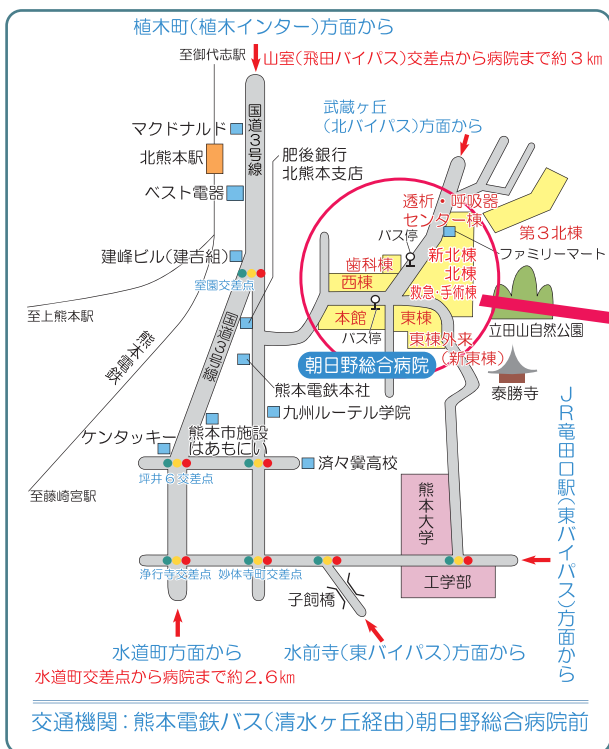 植木町(植木インター)方面から
至御代志駅
山室(飛田バイパス)交差点から病院まで約3km
国道3号線
武蔵ヶ丘
(北バイパス)方面から
マクドナルド
北熊本駅
肥後銀行
北熊本支店
ベスト電器
透析・呼吸器
センター棟
第3北棟
バス停
ファミリーマート
建峰ビル(建吉組)
新北棟
歯科棟
北棟
西棟
救急・手術棟
室園交差点
至上熊本駅
本館
東棟
立田山自然公園
バス停
東棟外来
(新東棟)
熊本電鉄
国道3号線
朝日野総合病院
泰勝寺
熊本電鉄本社
九州ルーテル学院
JR竜田口駅(東バイパス)方面から
ケンタッキー
熊本市施設
はあもにい
済々黌高校
坪井6交差点
至藤崎宮駅
熊本大学
浄行寺交差点
妙体寺町交差点
工学部
子飼橋
水道町方面から
水前寺(東バイパス)方面から
水道町交差点から病院まで約2.6km
交通機関:熊本電鉄バス(清水ヶ丘経由)朝日野総合病院前